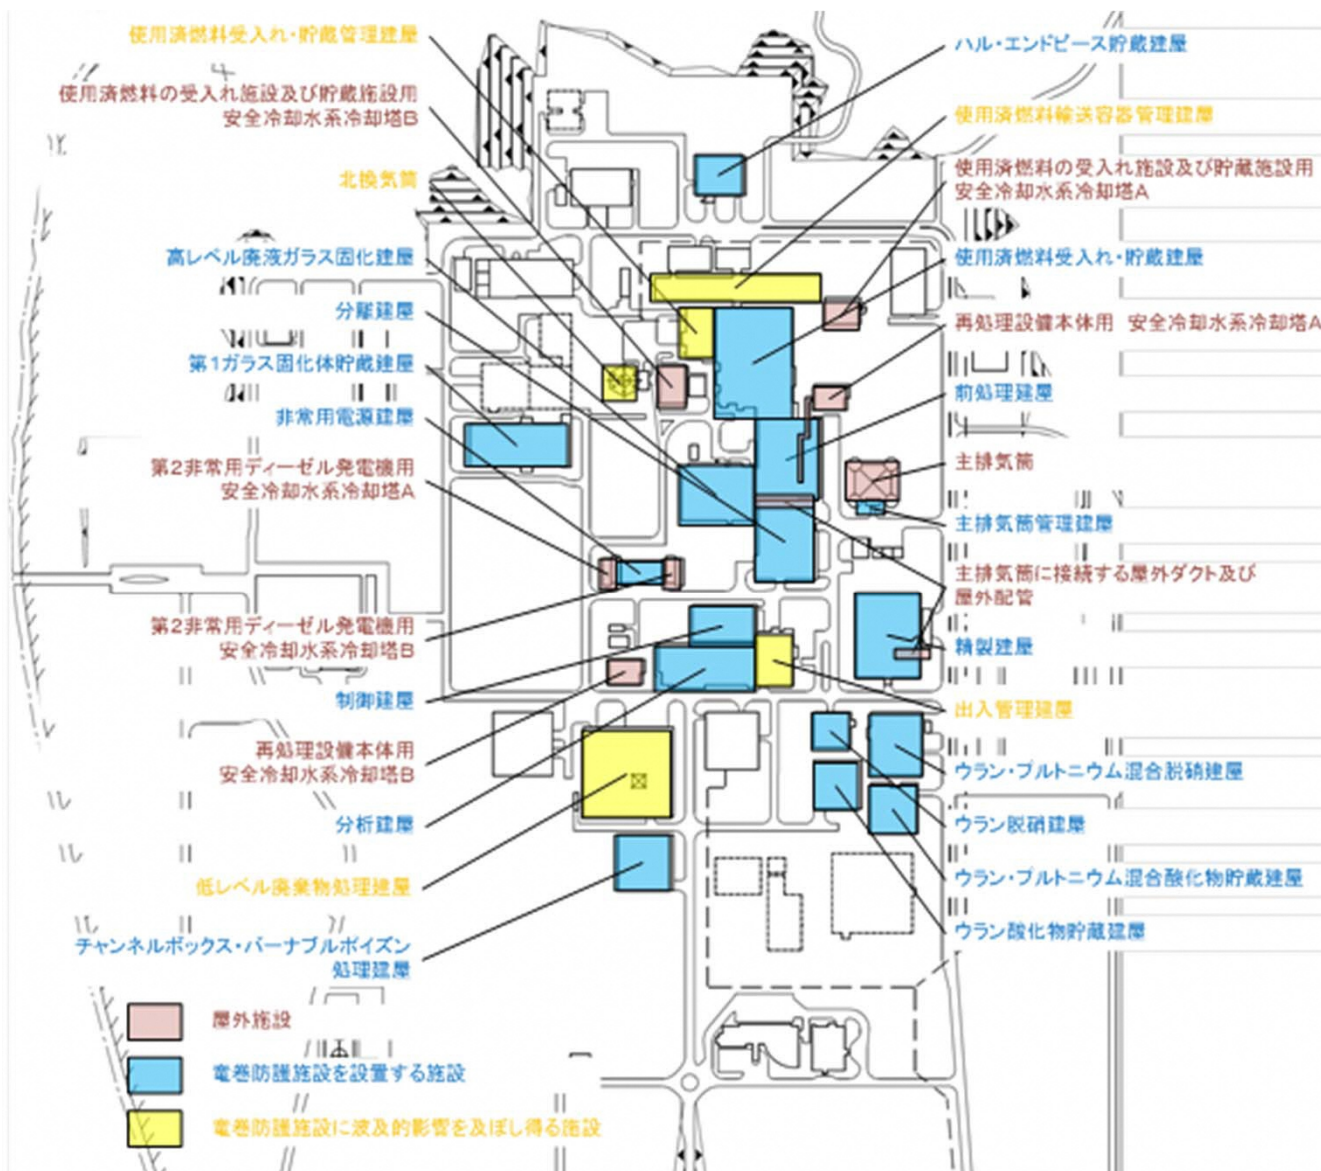 使用済燃料受入れ・貯蔵管理建屋
使用済燃料の受入れ施設及び貯蔵施設用
安全冷却水系冷却塔B
北換気筒
高レベル廃液ガラス固化建屋
分離建屋
第1ガラス固化体貯蔵建屋
非常用電源建屋
第2非常用ディーゼル発電機用
安全冷却水系冷却塔A
第2非常用ディーゼル発電機用
安全冷却水系冷却塔B
制御建屋
再処理設備本体用
安全冷却水系冷却塔B
分析建屋
低レベル廃棄物処理建屋
チャンネルボックス・バーナブルポイズン
処理建屋
ハル・エンドピース貯蔵建屋
使用済燃料輸送容器管理建屋
使用済燃料の受入れ施設及び貯蔵施設用
安全冷却水系冷却塔A
使用済燃料受入れ・貯蔵建屋
再処理設備本体用 安全冷却水系冷却塔A
前処理建屋
主排気筒
主排気筒管理建屋
主排気筒に接続する屋外ダクト及び
屋外配管
精製建屋
出入管理建屋
ウラン・プルトニウム混合脱硝建屋
ウラン脱硝建屋
ウラン・プルトニウム混合酸化物貯蔵建屋
ウラン酸化物貯蔵建屋
屋外施設
竜巻防護施設を設置する施設
竜巻防護施設に波及的影響を及ぼし得る施設